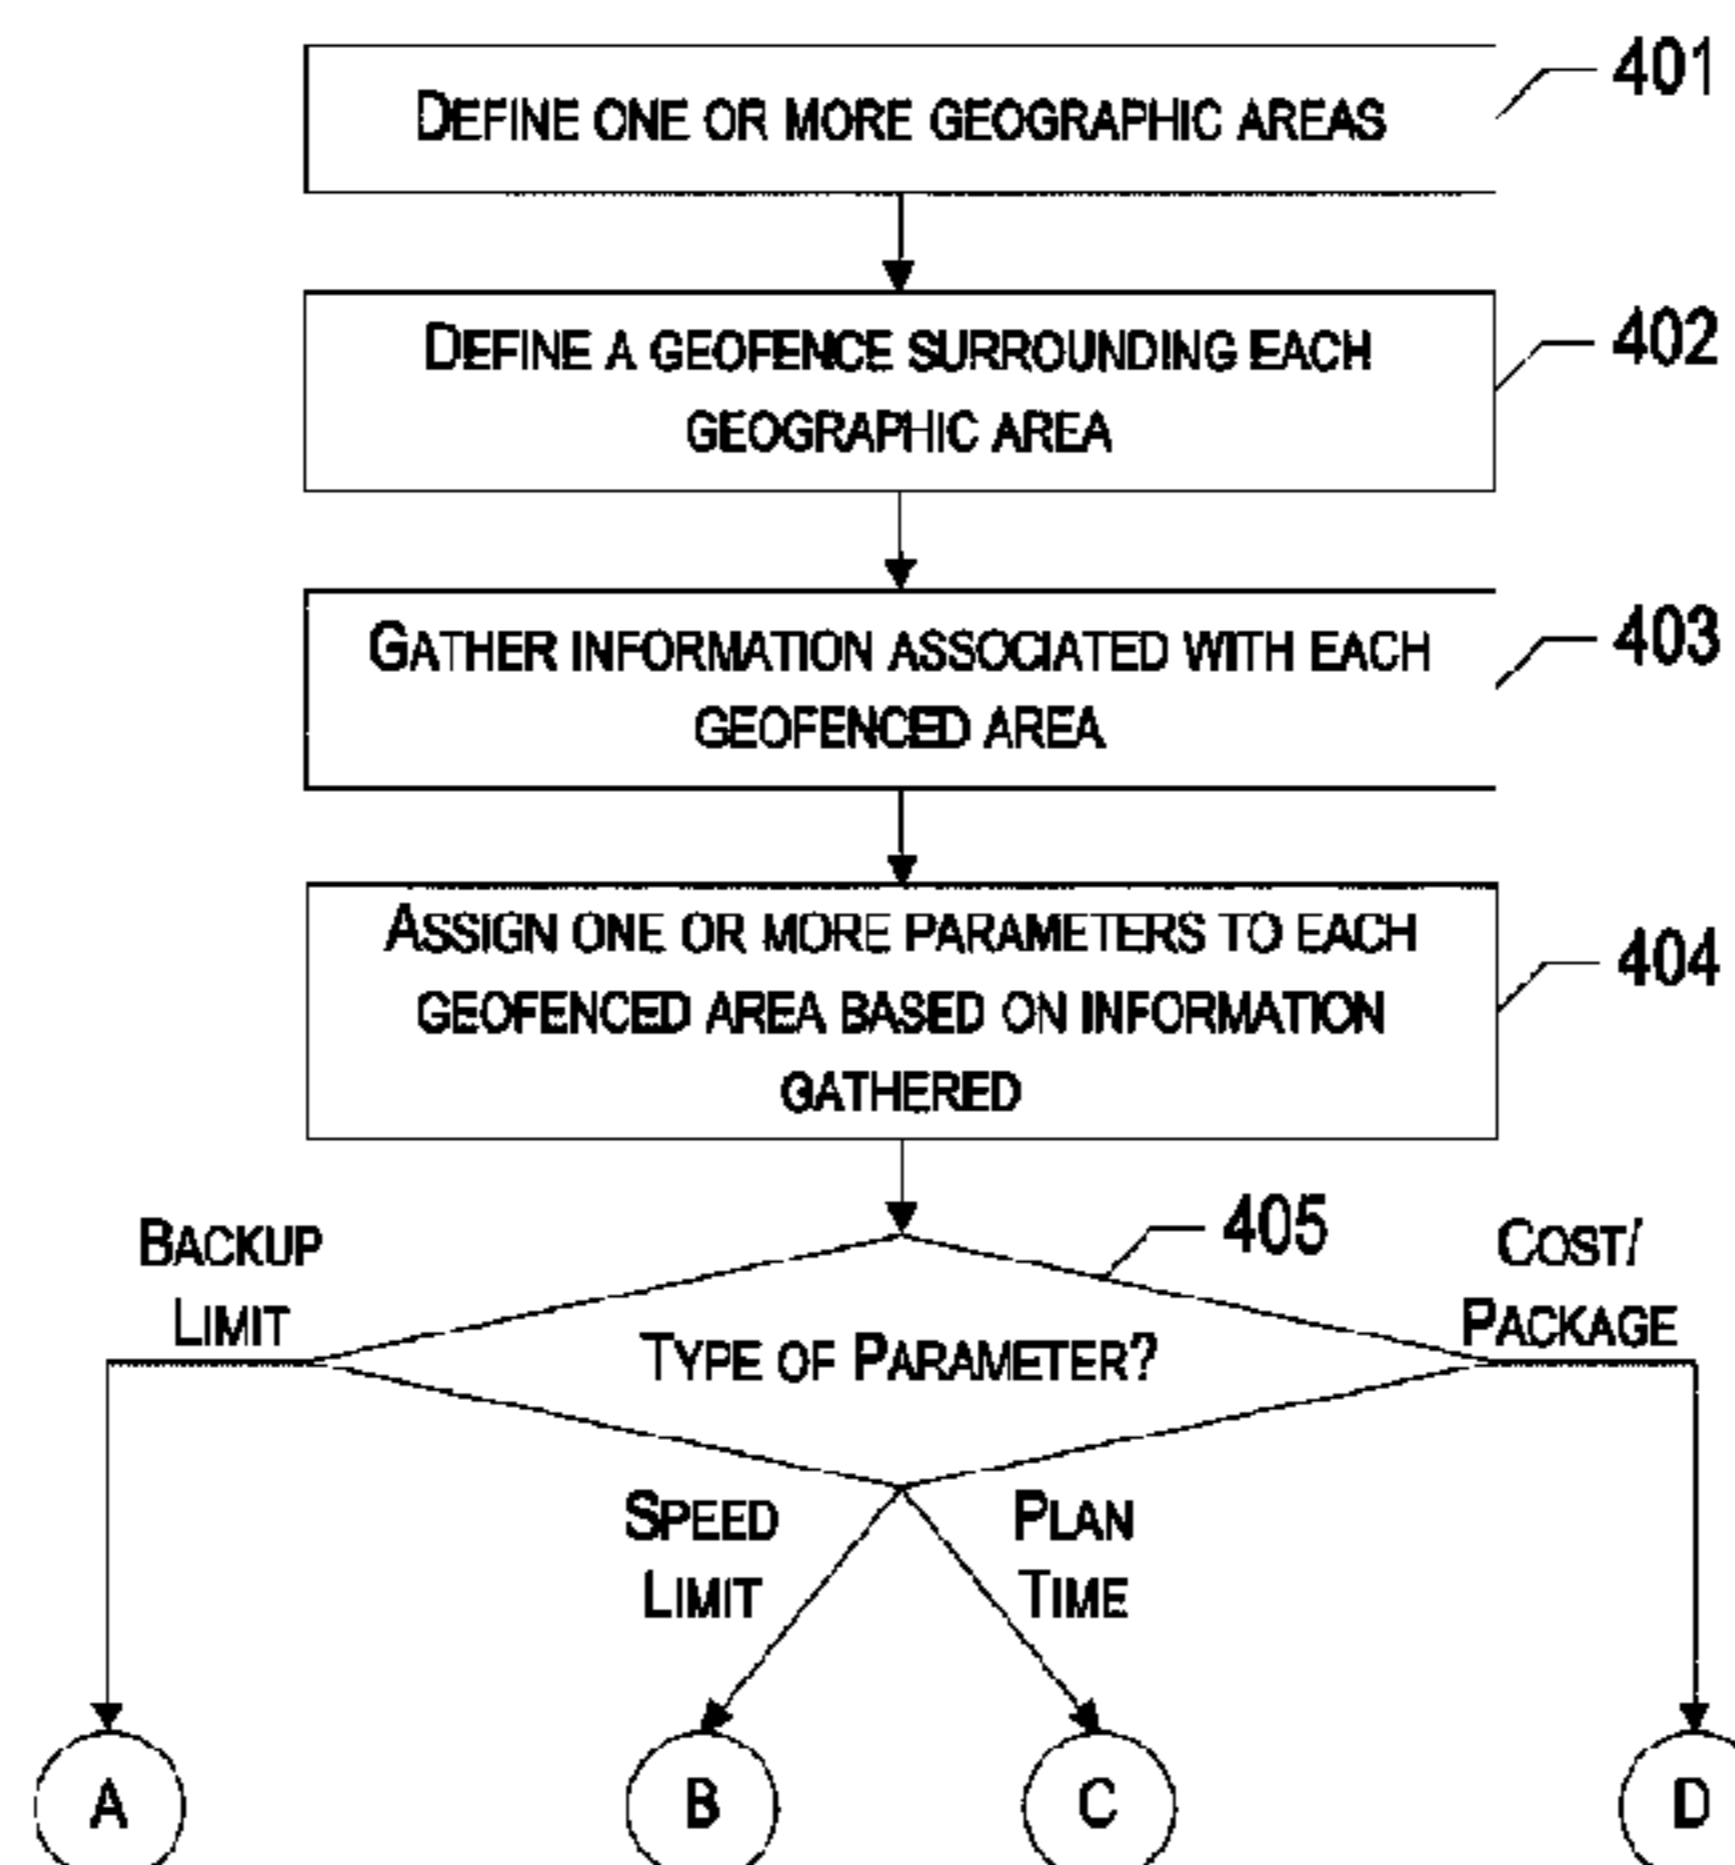 DEFINE ONE OR MORE GEOGRAPHIC AREAS
401
DEFINE A GEOFENCE SURROUNDING EACH
GEOGRAPHIC AREA
402
GATHER INFORMATION ASSOCIATED WITH EACH
GEOFENCED AREA
403
ASSIGN ONE OR MORE PARAMETERS TO EACH
GEOFENCED AREA BASED ON INFORMATION
GATHERED
404
405
BACKUP
LIMIT
TYPE OF PARAMETER?
COST/
PACKAGE
SPEED
LIMIT
PLAN
TIME
A
B
C
D